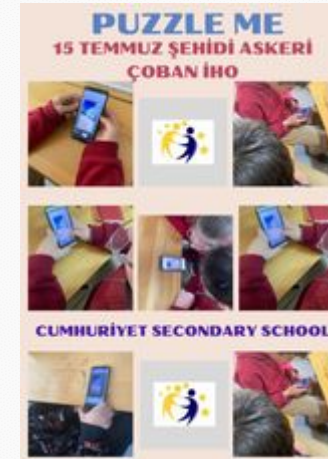 PUZZLE ME
15 TEMMUZ ŞEHİDİ ASKERİ
ÇOBAN İHO
CUMHURİYET SECONDARY SCHOOL